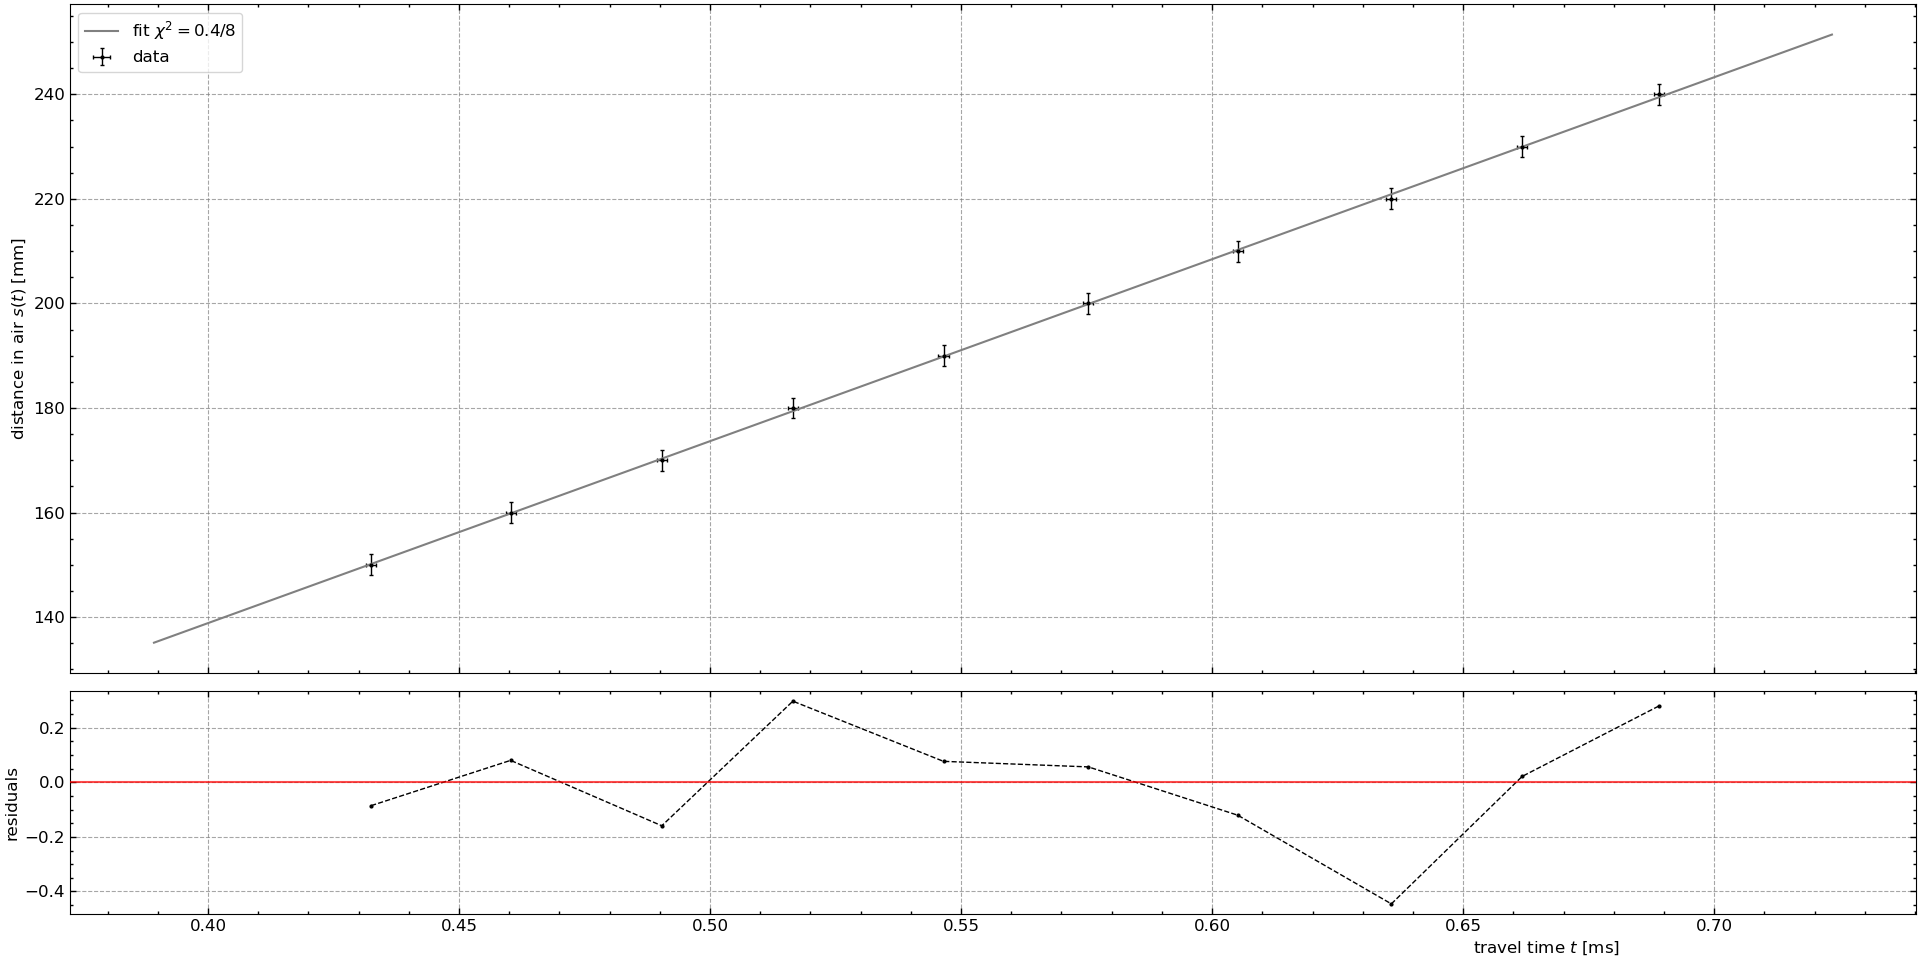 fit χ² = 0.4/8
data
distance in air s(t) [mm]
240
220
200
180
160
140
residuals
0.2
0.0
−0.2
−0.4
0.40 0.45 0.50 0.55 0.60 0.65 0.70
travel time t [ms]